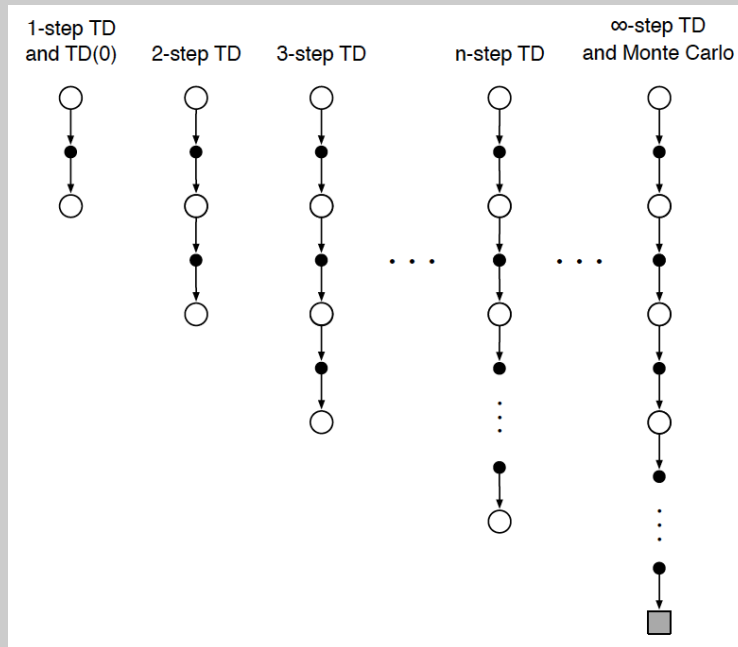 1-step TD
and TD(0)
2-step TD
3-step TD
n-step TD
∞-step TD
and Monte Carlo